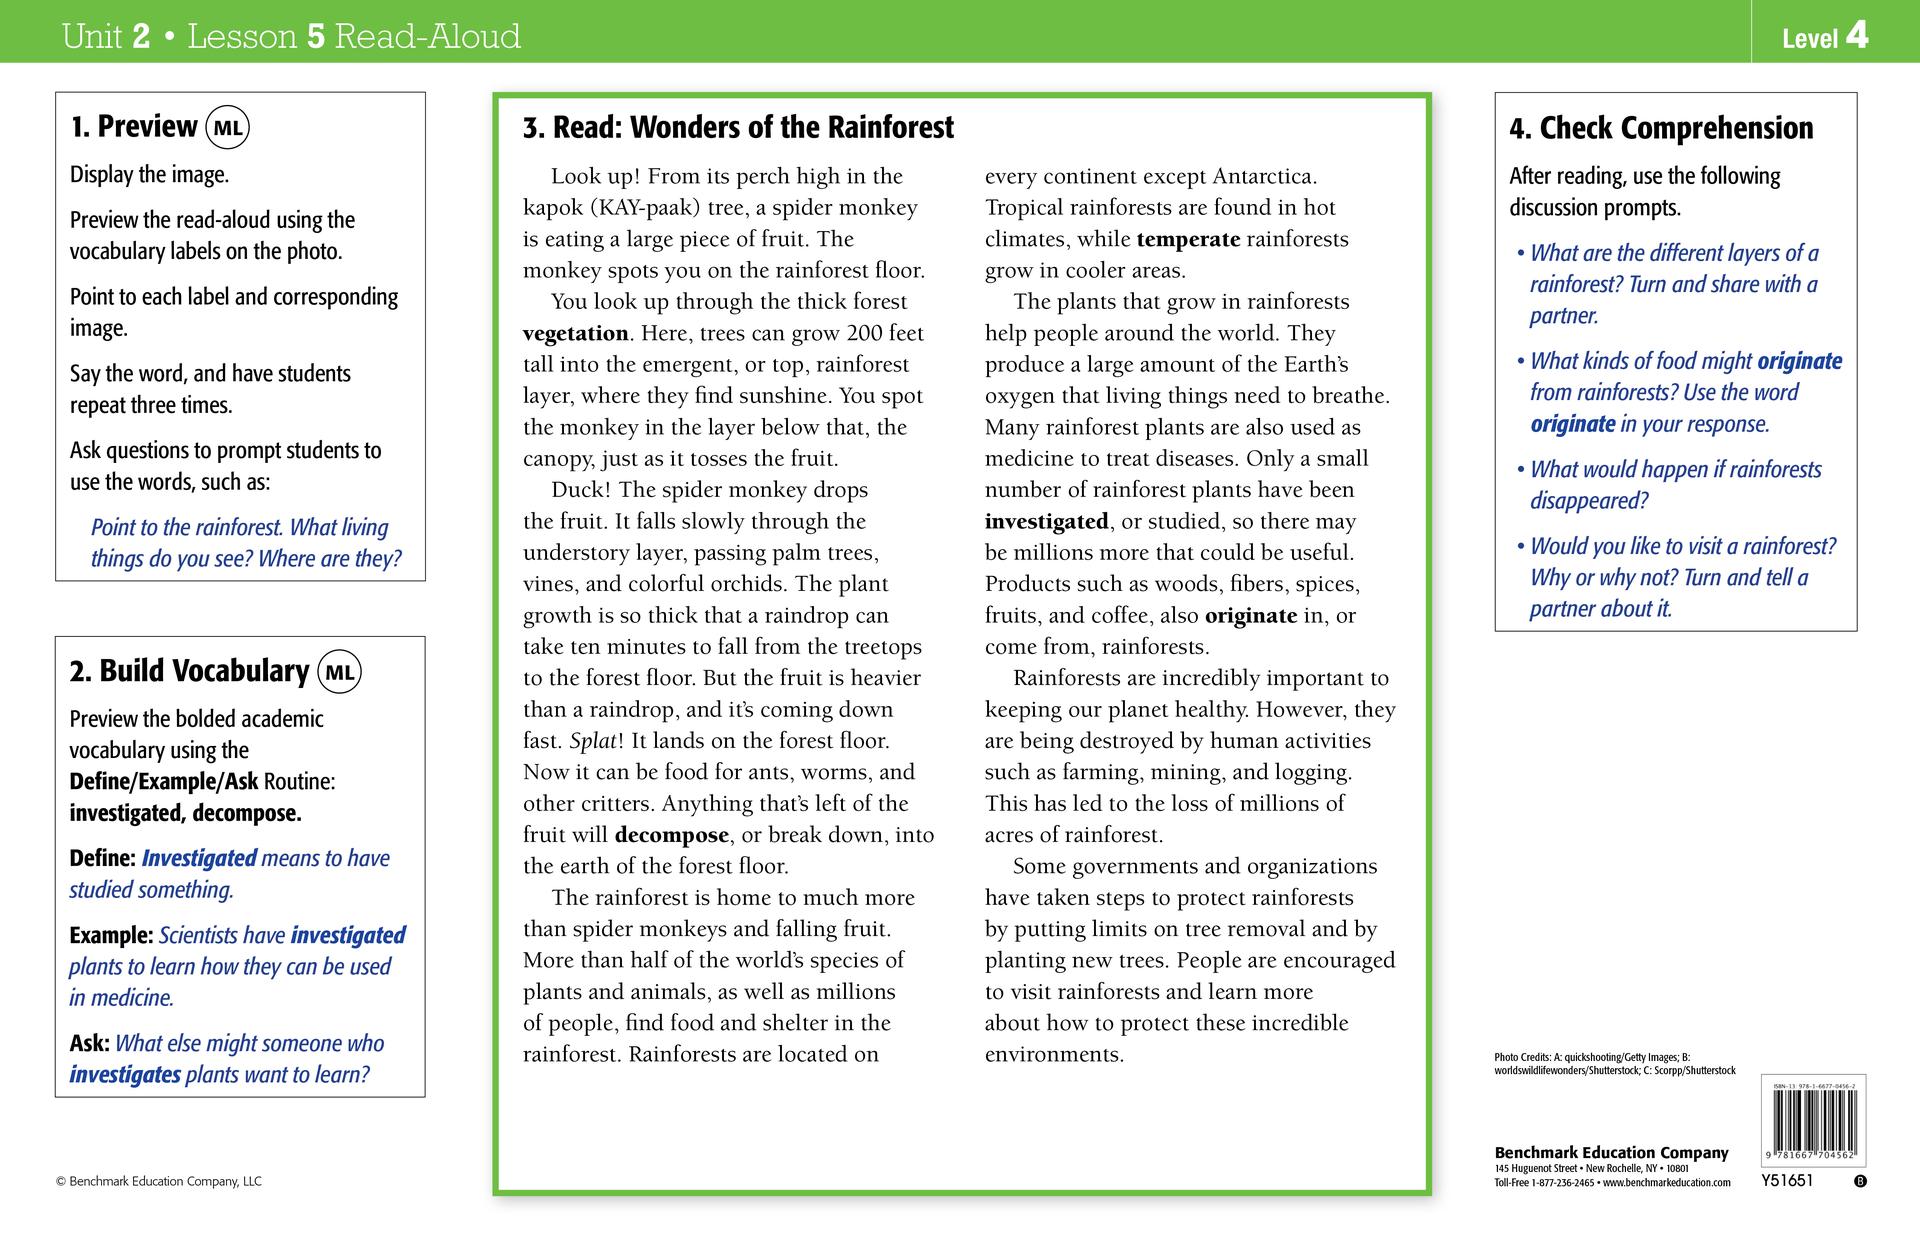 Unit 2 • Lesson 5 Read-Aloud
Level 4
1. Preview ML
Display the image.
Preview the read-aloud using the
vocabulary labels on the photo.
Point to each label and corresponding
image.
Say the word, and have students
repeat three times.
Ask questions to prompt students to
use the words, such as:
Point to the rainforest. What living
things do you see? Where are they?
2. Build Vocabulary ML
Preview the bolded academic
vocabulary using the
Define/Example/Ask Routine:
investigated, decompose.
Define: Investigated means to have
studied something.
Example: Scientists have investigated
plants to learn how they can be used
in medicine.
Ask: What else might someone who
investigates plants want to learn?
© Benchmark Education Company, LLC
3. Read: Wonders of the Rainforest
Look up! From its perch high in the
kapok (KAY-paak) tree, a spider monkey
is eating a large piece of fruit. The
monkey spots you on the rainforest floor.
You look up through the thick forest
vegetation. Here, trees can grow 200 feet
tall into the emergent, or top, rainforest
layer, where they find sunshine. You spot
the monkey in the layer below that, the
canopy, just as it tosses the fruit.
Duck! The spider monkey drops
the fruit. It falls slowly through the
understory layer, passing palm trees,
vines, and colorful orchids. The plant
growth is so thick that a raindrop can
take ten minutes to fall from the treetops
to the forest floor. But the fruit is heavier
than a raindrop, and it's coming down
fast. Splat! It lands on the forest floor.
Now it can be food for ants, worms, and
other critters. Anything that's left of the
fruit will decompose, or break down, into
the earth of the forest floor.
The rainforest is home to much more
than spider monkeys and falling fruit.
More than half of the world's species of
plants and animals, as well as millions
of people, find food and shelter in the
rainforest. Rainforests are located on
every continent except Antarctica.
Tropical rainforests are found in hot
climates, while temperate rainforests
grow in cooler areas.
The plants that grow in rainforests
help people around the world. They
produce a large amount of the Earth's
oxygen that living things need to breathe.
Many rainforest plants are also used as
medicine to treat diseases. Only a small
number of rainforest plants have been
investigated, or studied, so there may
be millions more that could be useful.
Products such as woods, fibers, spices,
fruits, and coffee, also originate in, or
come from, rainforests.
Rainforests are incredibly important to
keeping our planet healthy. However, they
are being destroyed by human activities
such as farming, mining, and logging.
This has led to the loss of millions of
acres of rainforest.
Some governments and organizations
have taken steps to protect rainforests
by putting limits on tree removal and by
planting new trees. People are encouraged
to visit rainforests and learn more
about how to protect these incredible
environments.
4. Check Comprehension
After reading, use the following
discussion prompts.
• What are the different layers of a
rainforest? Turn and share with a
partner.
• What kinds of food might originate
from rainforests? Use the word
originate in your response.
• What would happen if rainforests
disappeared?
• Would you like to visit a rainforest?
Why or why not? Turn and tell a
partner about it.
Photo Credits: A: quickshooting/Getty Images; B:
worldswildlifewonders/Shutterstock; C: Scorpp/Shutterstock
Benchmark Education Company
145 Huguenot Street • New Rochelle, NY • 10801
Toll-Free 1-877-236-2465 • www.benchmarkeducation.com
ISBN-13: 978-1-6677-0456-2
9 781667 704562
Y51651
B